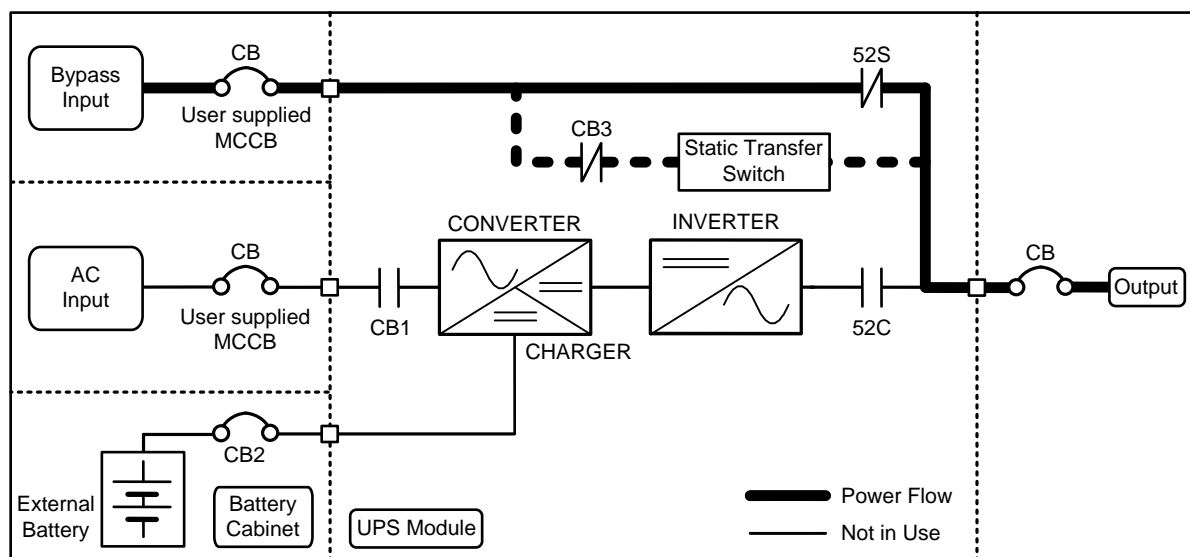 Bypass
Input
CB
User supplied
MCCB
52S
CB3
Static Transfer
Switch
AC
Input
CB
User supplied
MCCB
CB1
CONVERTER
CHARGER
INVERTER
52C
CB
Output
CB2
External
Battery
Battery
Cabinet
UPS Module
Power Flow
Not in Use